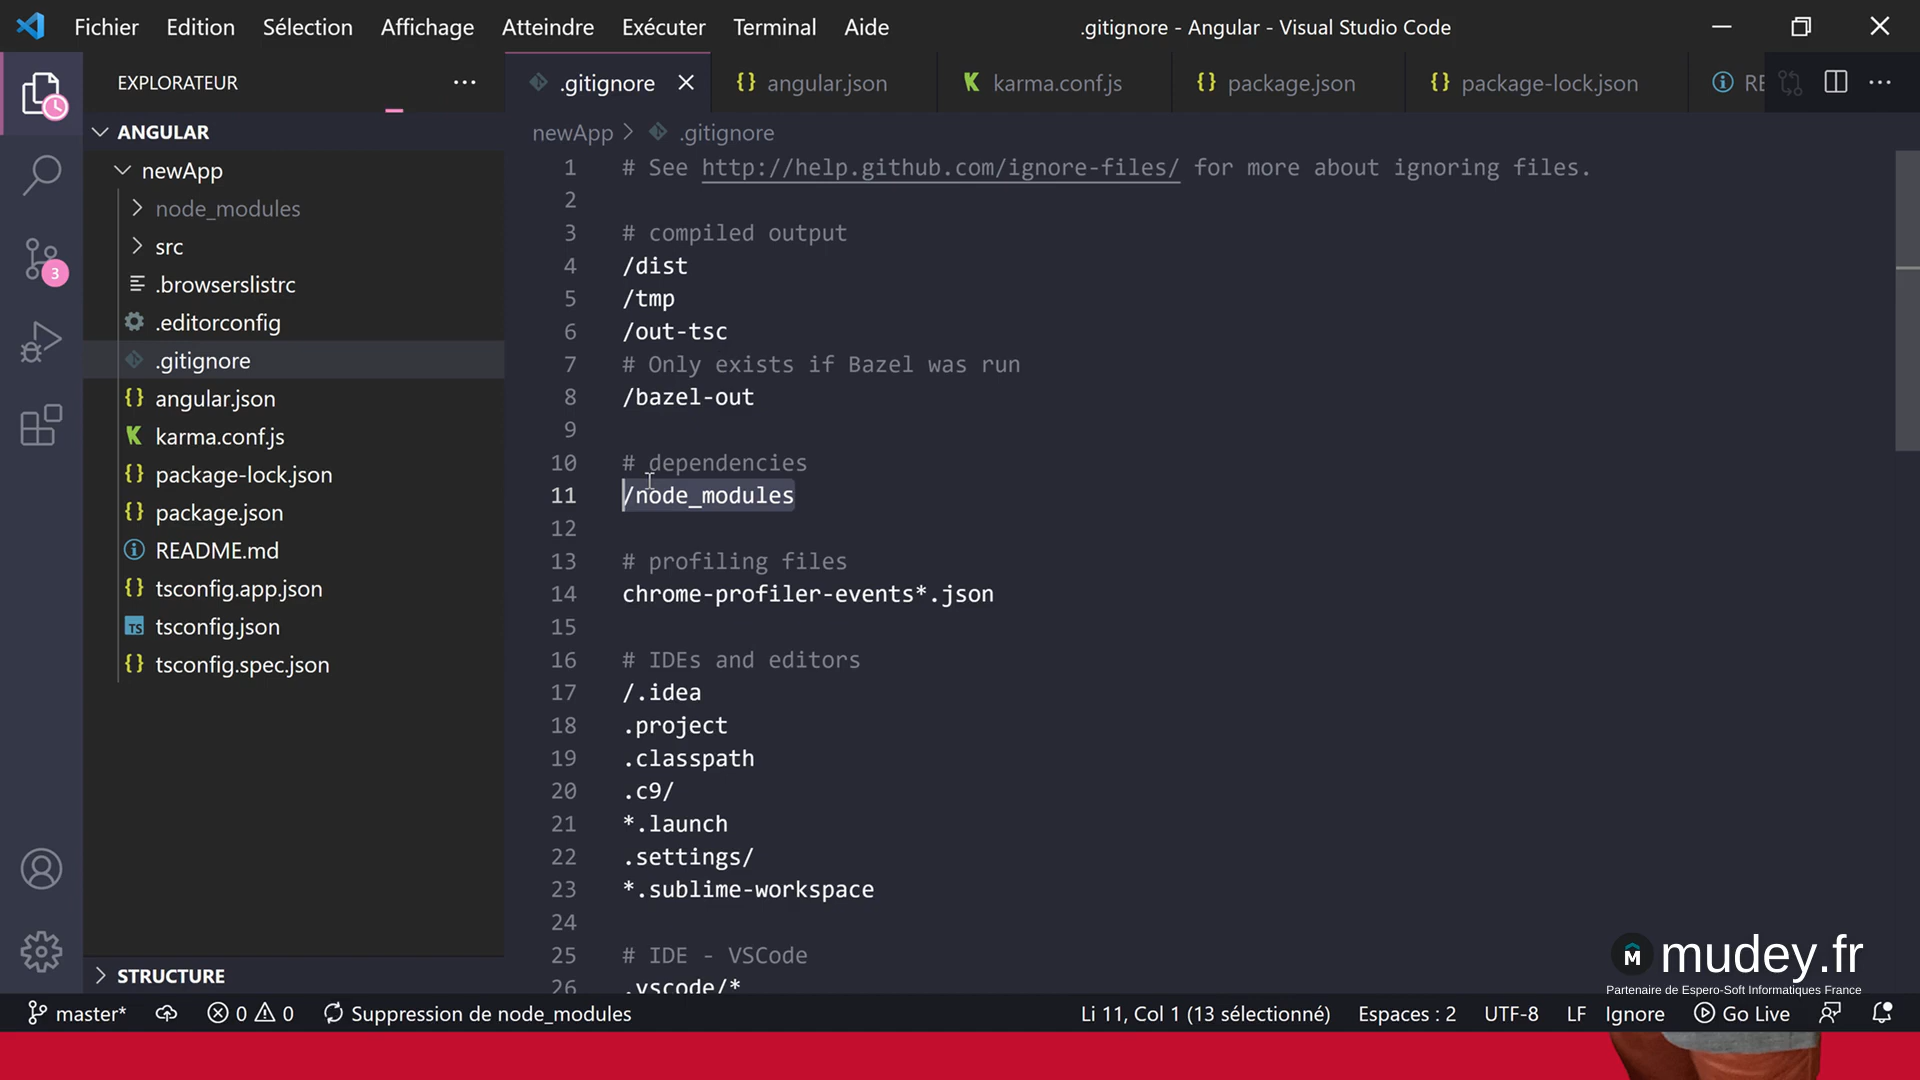 Fichier Edition Sélection Affichage Atteindre Exécuter Terminal Aide .gitignore - Angular - Visual Studio Code
EXPLORATEUR
.gitignore angular.json karma.conf.js package.json package-lock.json RE
ANGULAR
newApp
node_modules
src
.browserslistrc
.editorconfig
.gitignore
angular.json
karma.conf.js
package-lock.json
package.json
README.md
tsconfig.app.json
TS tsconfig.json
tsconfig.spec.json
3
STRUCTURE
newApp > .gitignore
1 # See http://help.github.com/ignore-files/ for more about ignoring files.
2
3 # compiled output
4 /dist
5 /tmp
6 /out-tsc
7 # Only exists if Bazel was run
8 /bazel-out
9
10 # dependencies
11 /node_modules
12
13 # profiling files
14 chrome-profiler-events*.json
15
16 # IDEs and editors
17 /.idea
18 .project
19 .classpath
20 .c9/
21 *.launch
22 .settings/
23 *.sublime-workspace
24
25 # IDE - VSCode
26 .vscode/*
M mudey.fr
Partenaire de Espero-Soft Informatiques France
master* 0 0 Suppression de node_modules Li 11, Col 1 (13 sélectionné) Espaces : 2 UTF-8 LF Ignore Go Live